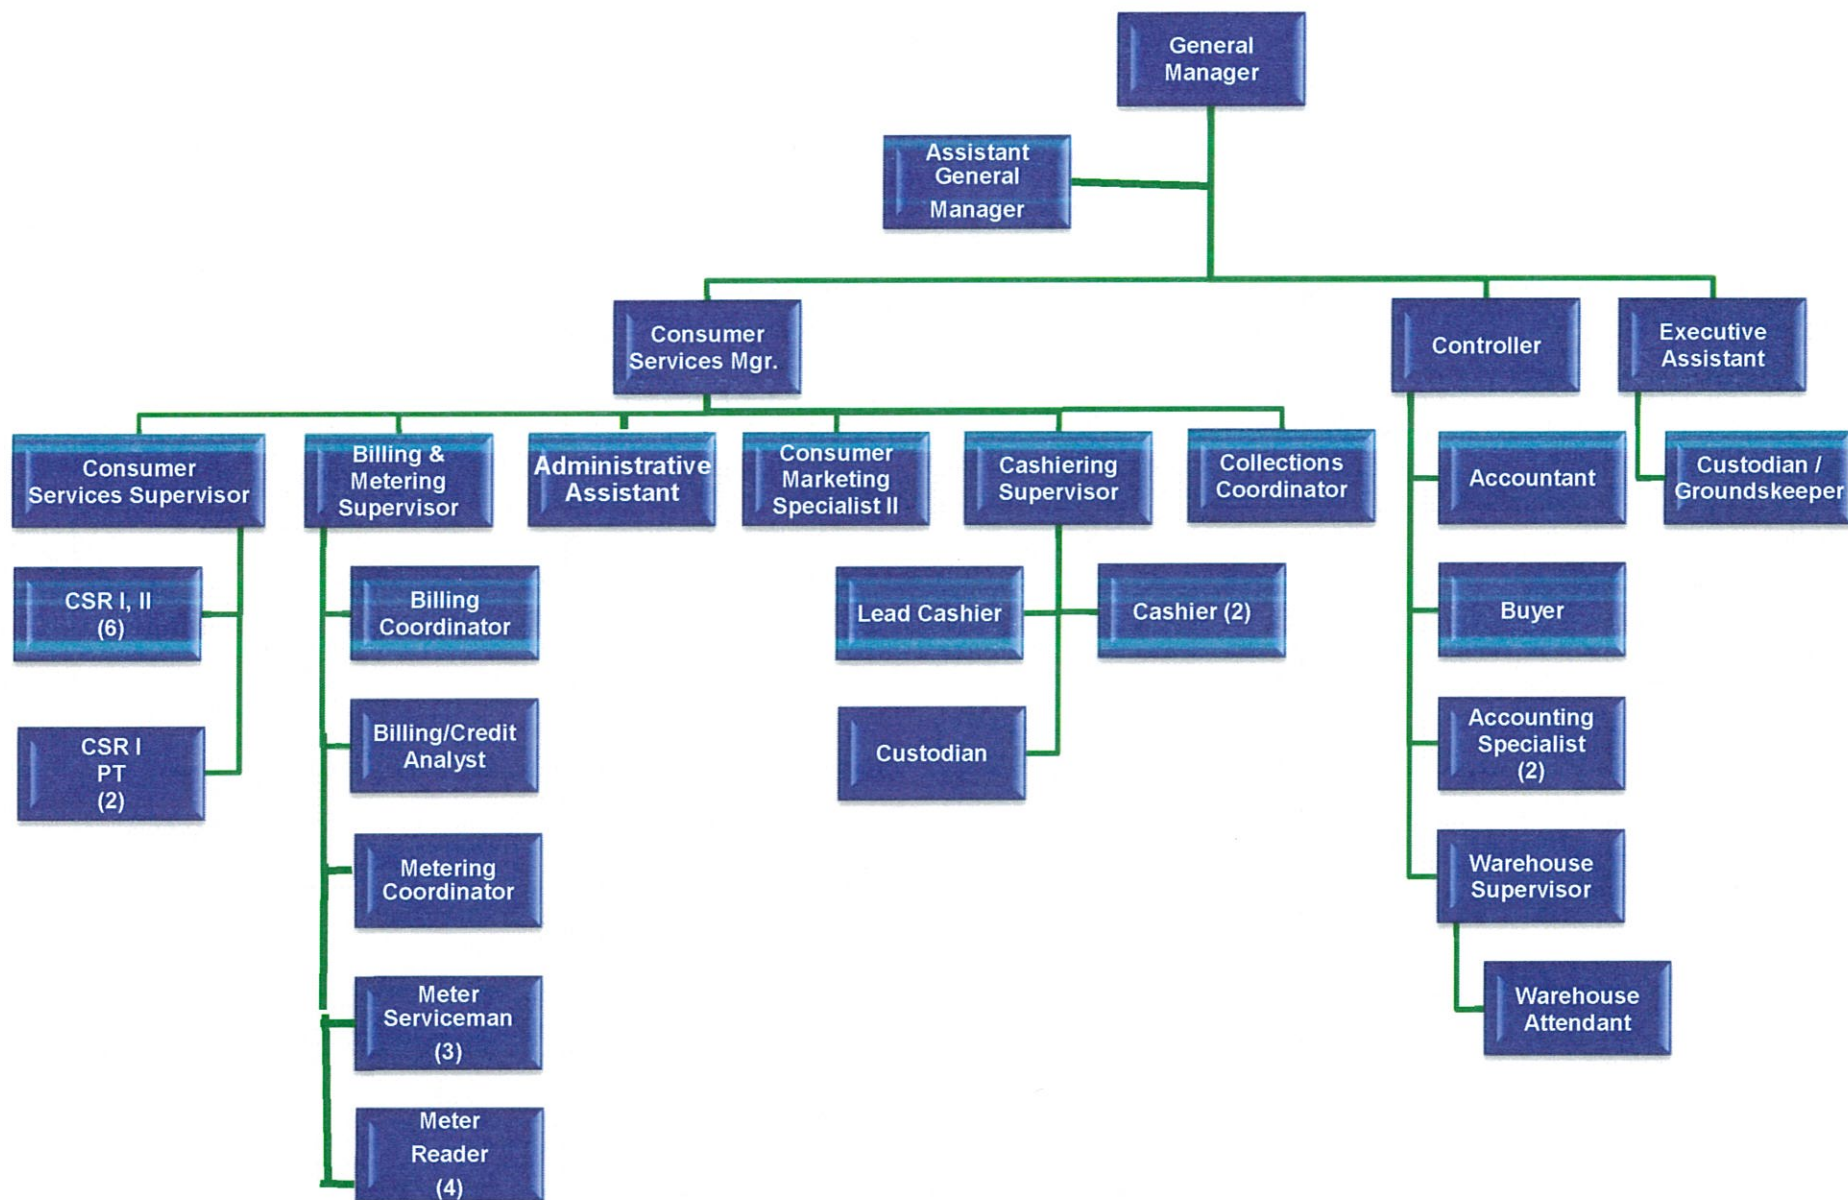 General
Manager
Assistant
General
Manager
Consumer
Services Mgr.
Controller
Executive
Assistant
Consumer
Services Supervisor
Billing &
Metering
Supervisor
Administrative
Assistant
Consumer
Marketing
Specialist II
Cashiering
Supervisor
Collections
Coordinator
Accountant
Custodian /
Groundskeeper
CSR I, II
(6)
Billing
Coordinator
Lead Cashier
Cashier (2)
Buyer
CSR I
PT
(2)
Billing/Credit
Analyst
Custodian
Accounting
Specialist
(2)
Metering
Coordinator
Warehouse
Supervisor
Meter
Serviceman
(3)
Warehouse
Attendant
Meter
Reader
(4)